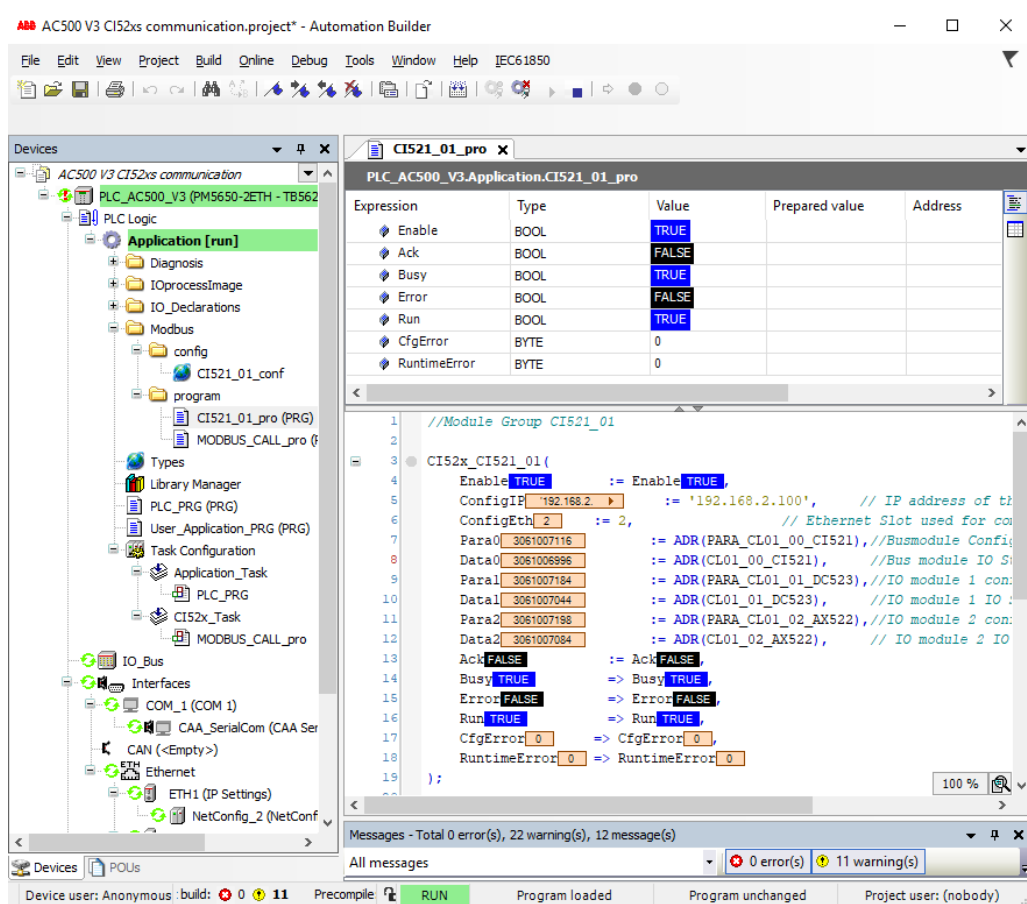 ABB AC500 V3 CI52xs communication.project* - Automation Builder
File Edit View Project Build Online Debug Tools Window Help IEC61850
Devices
AC500 V3 CI52xs communication
PLC_AC500_V3 (PM5650-2ETH - TB562
PLC Logic
Application [run]
Diagnosis
IOprocessImage
IO_Declarations
Modbus
config
CI521_01_conf
program
CI521_01_pro (PRG)
MODBUS_CALL_pro (P
Types
Library Manager
PLC_PRG (PRG)
User_Application_PRG (PRG)
Task Configuration
Application_Task
PLC_PRG
CI52x_Task
MODBUS_CALL_pro
IO_Bus
Interfaces
COM_1 (COM 1)
CAA_SerialCom (CAA Ser
CAN (<Empty>)
ETH Ethernet
ETH1 (IP Settings)
NetConfig_2 (NetConf
Devices POUs
CI521_01_pro
PLC_AC500_V3.Application.CI521_01_pro
Expression Type Value Prepared value Address
Enable BOOL TRUE
Ack BOOL FALSE
Busy BOOL TRUE
Error BOOL FALSE
Run BOOL TRUE
CfgError BYTE 0
RuntimeError BYTE 0
1 //Module Group CI521_01
2
3 CI52x_CI521_01(
4 Enable TRUE := Enable TRUE ,
5 ConfigIP '192.168.2. := '192.168.2.100', // IP address of th
6 ConfigEth 2 := 2, // Ethernet Slot used for com
7 Para0 3061007116 := ADR(PARA_CL01_00_CI521),//Busmodule Config
8 Data0 3061006996 := ADR(CL01_00_CI521), //Bus module IO St
9 Para1 3061007184 := ADR(PARA_CL01_01_DC523),//IO module 1 con
10 Data1 3061007044 := ADR(CL01_01_DC523), //IO module 1 IO
11 Para2 3061007198 := ADR(PARA_CL01_02_AX522),//IO module 2 con
12 Data2 3061007084 := ADR(CL01_02_AX522), // IO module 2 IO
13 Ack FALSE := Ack FALSE ,
14 Busy TRUE => Busy TRUE ,
15 Error FALSE => Error FALSE ,
16 Run TRUE => Run TRUE ,
17 CfgError 0 => CfgError 0 ,
18 RuntimeError 0 => RuntimeError 0
19 );
100 %
Messages - Total 0 error(s), 22 warning(s), 12 message(s)
All messages 0 error(s) 11 warning(s)
Device user: Anonymous :build: 0 11 Precompile RUN Program loaded Program unchanged Project user: (nobody)